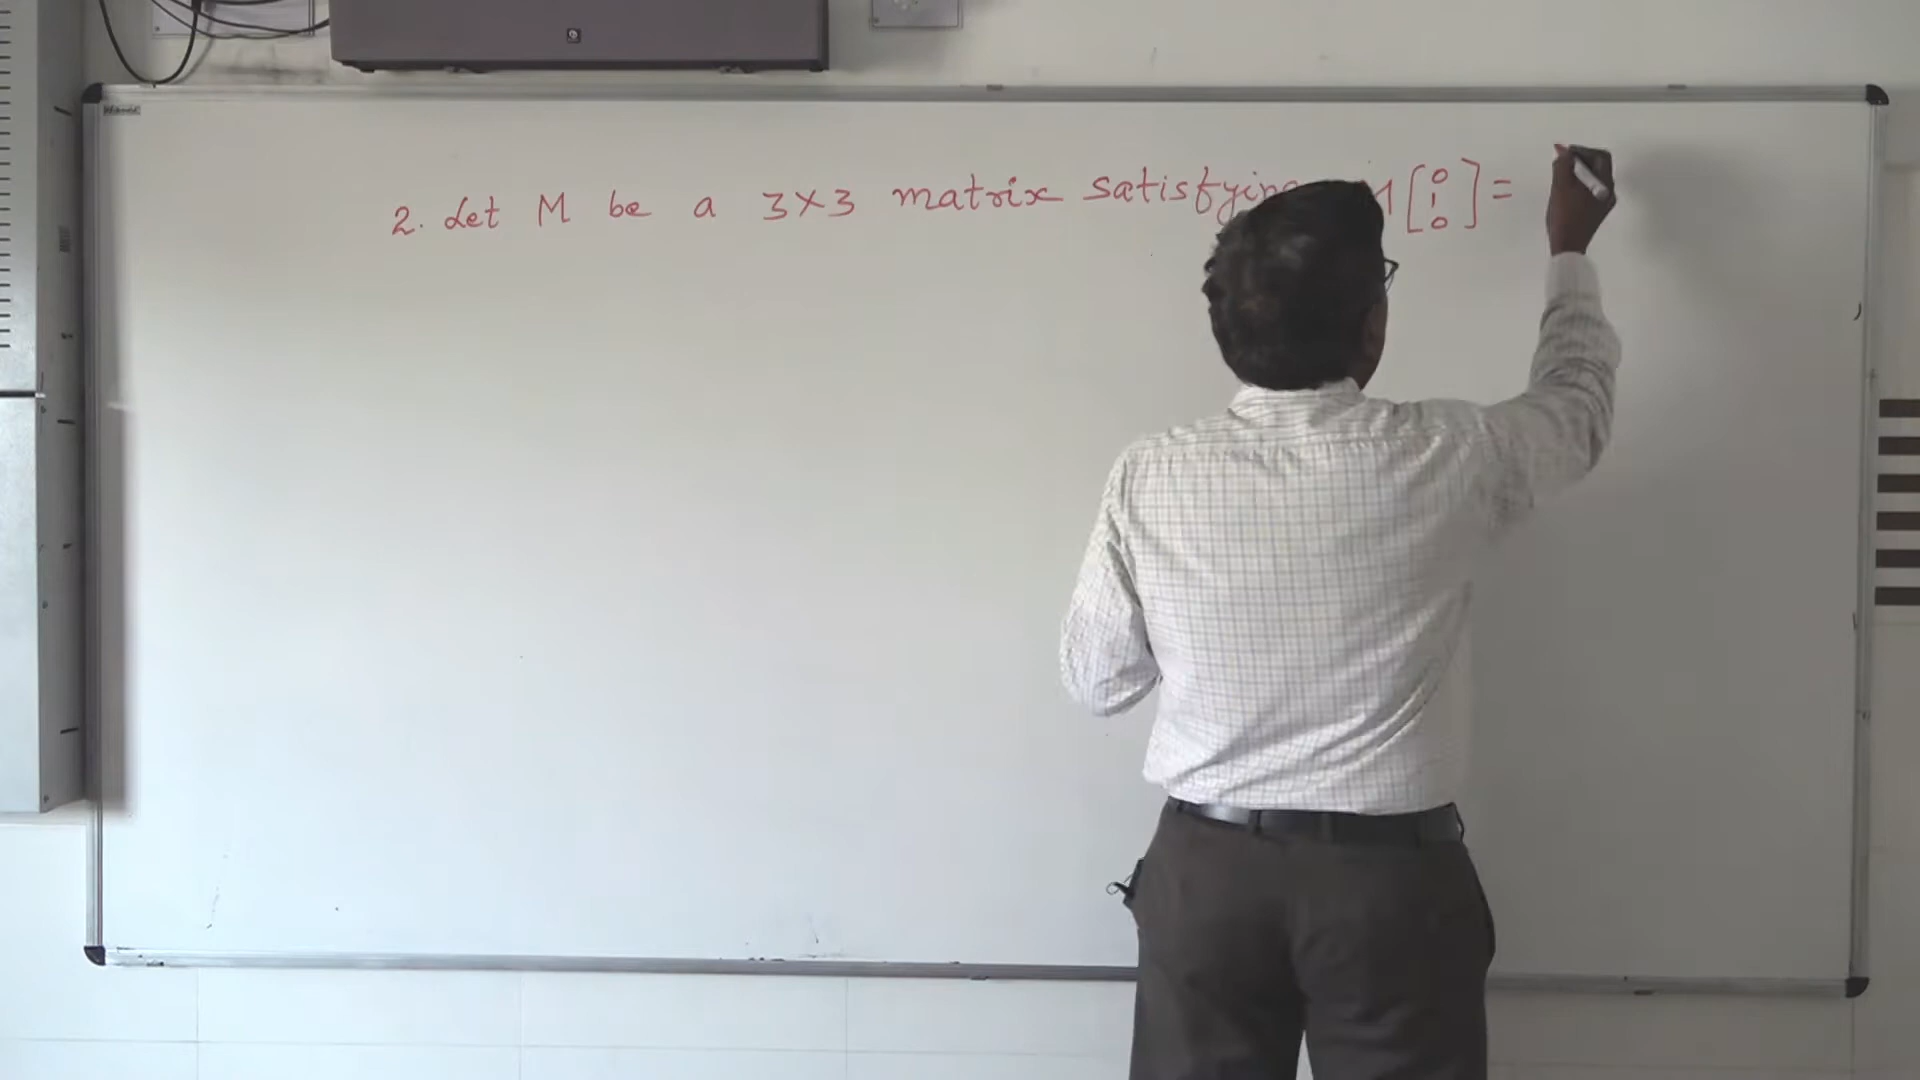 2. Let M be a 3×3 matrix satisfying M [0 1 0] =